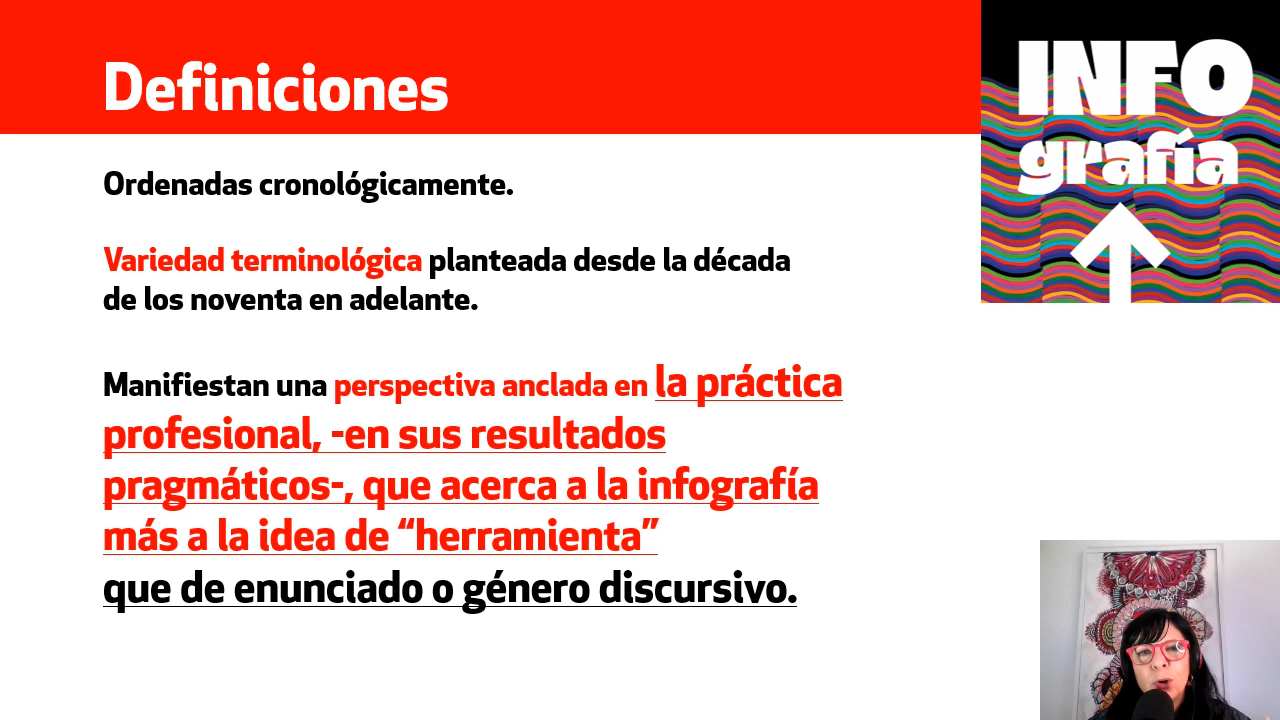 Definiciones
INFO
grafía
Ordenadas cronológicamente.
Variedad terminológica planteada desde la década
de los noventa en adelante.
Manifiestan una perspectiva anclada en la práctica
profesional, -en sus resultados
pragmáticos-, que acerca a la infografía
más a la idea de “herramienta”
que de enunciado o género discursivo.